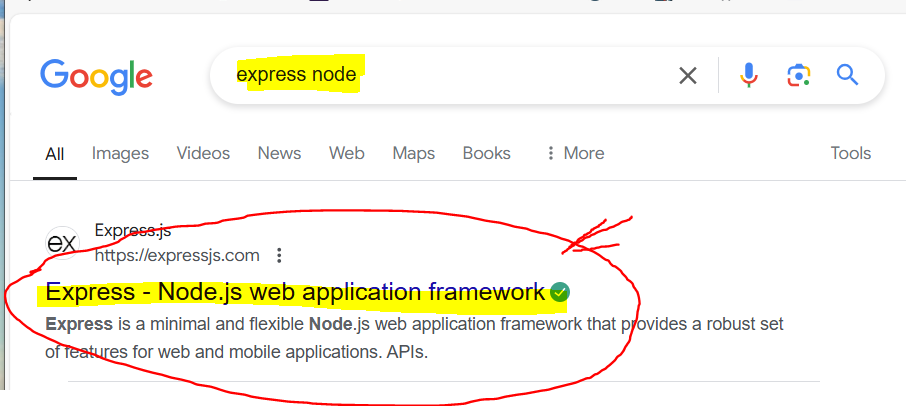 Google
express node
All Images Videos News Web Maps Books More Tools
ex
Express.js
https://expressjs.com
Express - Node.js web application framework
Express is a minimal and flexible Node.js web application framework that provides a robust set
of features for web and mobile applications. APIs.